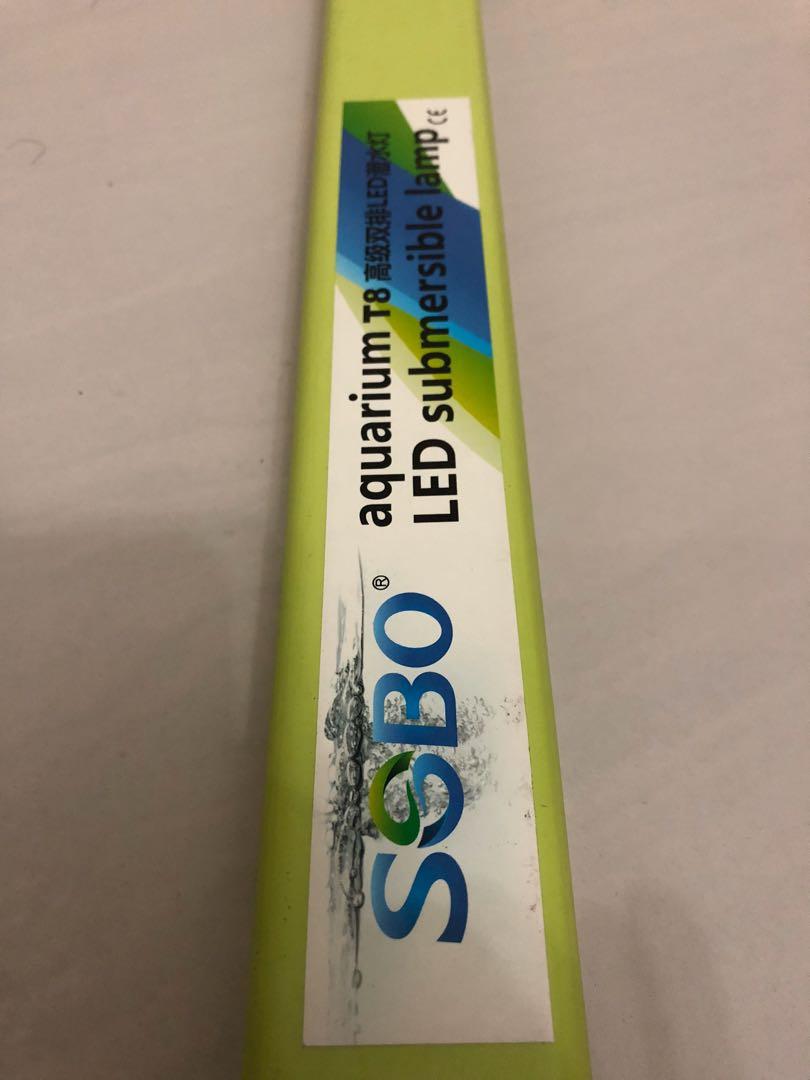 SOBO®
aquarium T8 高级双排LED潜水灯
LED submersible lamp CE